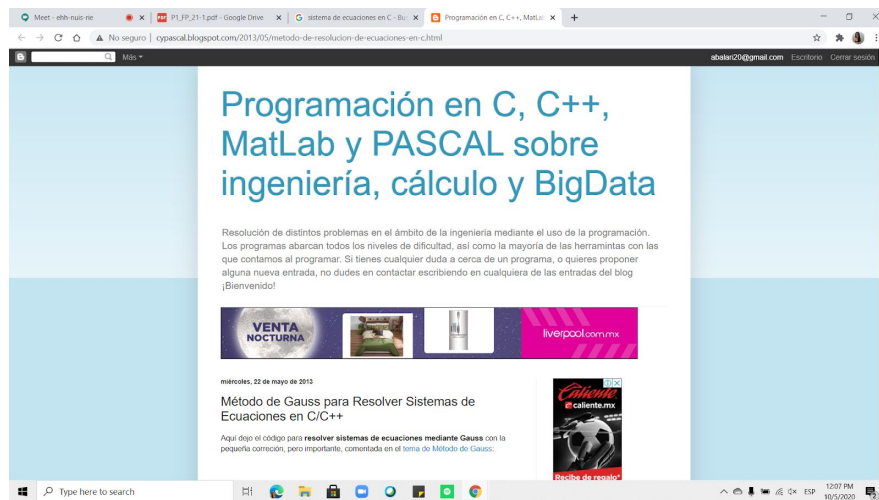 Meet - ehh-nuis-rie
P1_FP_21-1.pdf - Google Drive
sistema de ecuaciones en C - Bu
Programación en C, C++, MatLa
No seguro | cypascal.blogspot.com/2013/05/metodo-de-resolucion-de-ecuaciones-en-c.html
Más
abalari20@gmail.com Escritorio Cerrar sesión
Programación en C, C++,
MatLab y PASCAL sobre
ingeniería, cálculo y BigData
Resolución de distintos problemas en el ámbito de la ingenieria mediante el uso de la programación.
Los programas abarcan todos los niveles de dificultad, así como la mayoría de las herramintas con las
que contamos al programar. Si tienes cualquier duda a cerca de un programa, o quieres proponer
alguna nueva entrada, no dudes en contactar escribiendo en cualquiera de las entradas del blog
¡Bienvenido!
VENTA
NOCTURNA
liverpool.com.mx
miércoles, 22 de mayo de 2013
Método de Gauss para Resolver Sistemas de
Ecuaciones en C/C++
Aquí dejo el código para resolver sistemas de ecuaciones mediante Gauss con la
pequeña correción, pero importante, comentada en el tema de Método de Gauss:
Caliente
caliente.mx
Recibe de regalo*
Type here to search
ESP
12:07 PM
10/5/2020